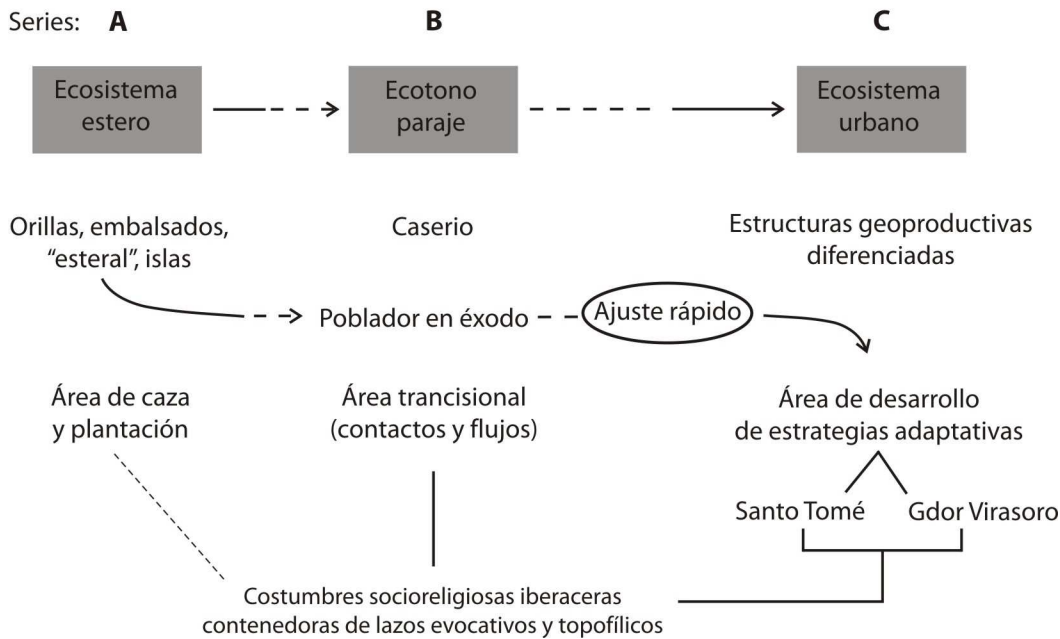 Series: A B C
Ecosistema
estero
Ecotono
paraje
Ecosistema
urbano
Orillas, embalsados,
“esteral”, islas
Caserio
Estructuras geoproductivas
diferenciadas
Poblador en éxodo
Ajuste rápido
Área de caza
y plantación
Área trancisional
(contactos y flujos)
Área de desarrollo
de estrategias adaptativas
Santo Tomé
Gdor Virasoro
Costumbres socioreligiosas iberaceras
contenedoras de lazos evocativos y topofílicos